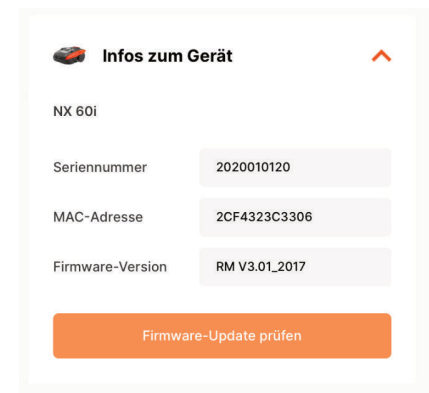 Infos zum Gerät
NX 60i
Seriennummer 2020010120
MAC-Adresse 2CF4323C3306
Firmware-Version RM V3.01_2017
Firmware-Update prüfen